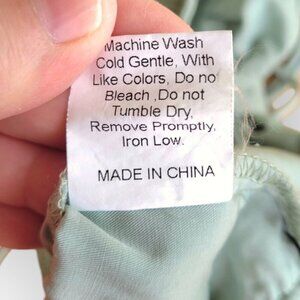 Machine Wash
Cold Gentle, With
Like Colors, Do no
Bleach ,Do not
Tumble Dry,
Remove Promptly,
Iron Low.
MADE IN CHINA